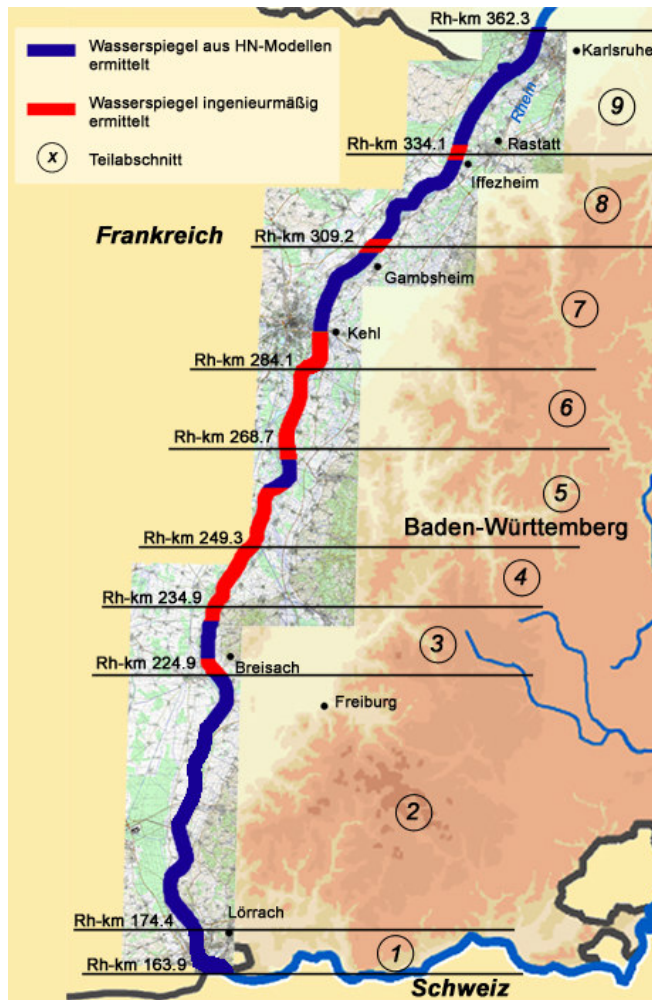 Rh-km 362.3
Wasserspiegel aus HN-Modellen
ermittelt
Karlsruhe
Wasserspiegel ingenieurmäßig
ermittelt
Rhein
9
x
Teilabschnitt
Rh-km 334.1
Rastatt
Iffezheim
8
Frankreich
Rh-km 309.2
Gambsheim
7
Kehl
Rh-km 284.1
6
Rh-km 268.7
5
Baden-Württemberg
Rh-km 249.3
4
Rh-km 234.9
3
Breisach
Rh-km 224.9
Freiburg
2
Rh-km 174.4
Lörrach
1
Rh-km 163.9
Schweiz